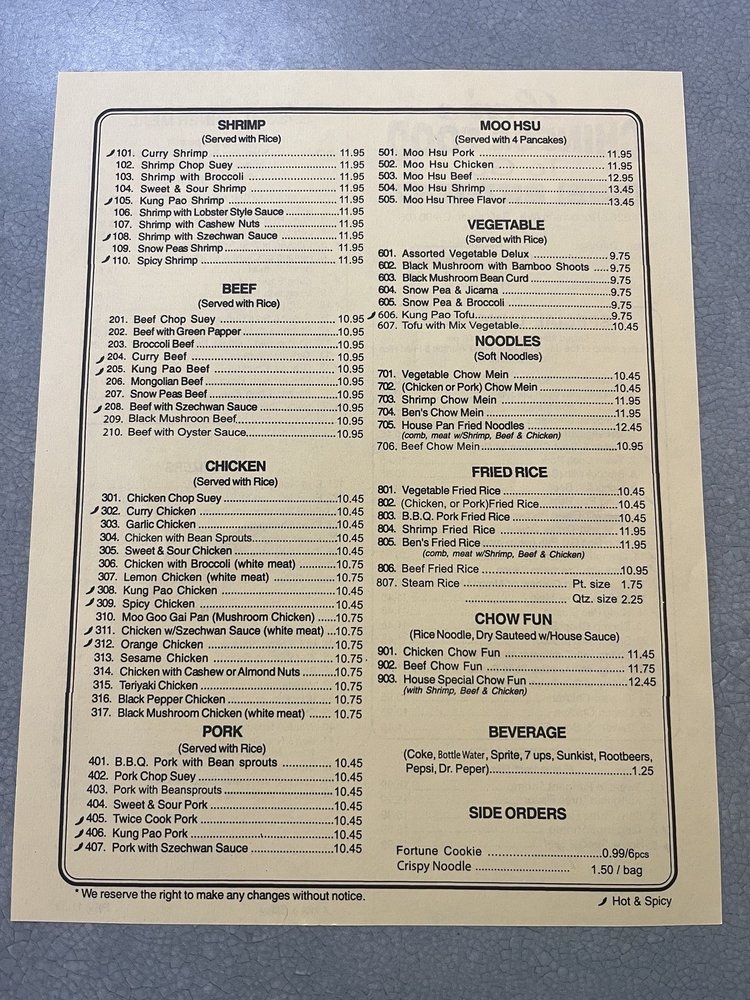 SHRIMP
(Served with Rice)
101. Curry Shrimp 11.95
102. Shrimp Chop Suey 11.95
103. Shrimp with Broccoli 11.95
104. Sweet & Sour Shrimp 11.95
105. Kung Pao Shrimp 11.95
106. Shrimp with Lobster Style Sauce 11.95
107. Shrimp with Cashew Nuts 11.95
108. Shrimp with Szechwan Sauce 11.95
109. Snow Peas Shrimp 11.95
110. Spicy Shrimp 11.95
BEEF
(Served with Rice)
201. Beef Chop Suey 10.95
202. Beef with Green Papper 10.95
203. Broccoli Beef 10.95
204. Curry Beef 10.95
205. Kung Pao Beef 10.95
206. Mongolian Beef 10.95
207. Snow Peas Beef 10.95
208. Beef with Szechwan Sauce 10.95
209. Black Mushroon Beef 10.95
210. Beef with Oyster Sauce 10.95
CHICKEN
(Served with Rice)
301. Chicken Chop Suey 10.45
302. Curry Chicken 10.45
303. Garlic Chicken 10.45
304. Chicken with Bean Sprouts 10.45
305. Sweet & Sour Chicken 10.45
306. Chicken with Broccoli (white meat) 10.75
307. Lemon Chicken (white meat) 10.75
308. Kung Pao Chicken 10.45
309. Spicy Chicken 10.45
310. Moo Goo Gai Pan (Mushroom Chicken) 10.75
311. Chicken w/Szechwan Sauce (white meat) 10.75
312. Orange Chicken 10.75
313. Sesame Chicken 10.75
314. Chicken with Cashew or Almond Nuts 10.75
315. Teriyaki Chicken 10.75
316. Black Pepper Chicken 10.75
317. Black Mushroom Chicken (white meat) 10.75
PORK
(Served with Rice)
401. B.B.Q. Pork with Bean sprouts 10.45
402. Pork Chop Suey 10.45
403. Pork with Beansprouts 10.45
404. Sweet & Sour Pork 10.45
405. Twice Cook Pork 10.45
406. Kung Pao Pork 10.45
407. Pork with Szechwan Sauce 10.45
* We reserve the right to make any changes without notice.
MOO HSU
(Served with 4 Pancakes)
501. Moo Hsu Pork 11.95
502. Moo Hsu Chicken 11.95
503. Moo Hsu Beef 12.95
504. Moo Hsu Shrimp 13.45
505. Moo Hsu Three Flavor 13.45
VEGETABLE
(Served with Rice)
601. Assorted Vegetable Delux 9.75
602. Black Mushroom with Bamboo Shoots 9.75
603. Black Mushroom Bean Curd 9.75
604. Snow Pea & Jicama 9.75
605. Snow Pea & Broccoli 9.75
606. Kung Pao Tofu 9.75
607. Tofu with Mix Vegetable 10.45
NOODLES
(Soft Noodles)
701. Vegetable Chow Mein 10.45
702. (Chicken or Pork) Chow Mein 10.45
703. Shrimp Chow Mein 11.95
704. Ben's Chow Mein 11.95
705. House Pan Fried Noodles 12.45
(comb, meat w/Shrimp, Beef & Chicken)
706. Beef Chow Mein 10.95
FRIED RICE
801. Vegetable Fried Rice 10.45
802. (Chicken, or Pork)Fried Rice 10.45
803. B.B.Q. Pork Fried Rice 10.45
804. Shrimp Fried Rice 11.95
805. Ben's Fried Rice 11.95
(comb, meat w/Shrimp, Beef & Chicken)
806. Beef Fried Rice 10.95
807. Steam Rice Pt. size 1.75
Qtz. size 2.25
CHOW FUN
(Rice Noodle, Dry Sauteed w/House Sauce)
901. Chicken Chow Fun 11.45
902. Beef Chow Fun 11.75
903. House Special Chow Fun 12.45
(with Shrimp, Beef & Chicken)
BEVERAGE
(Coke, Bottle Water, Sprite, 7 ups, Sunkist, Rootbeers,
Pepsi, Dr. Peper) 1.25
SIDE ORDERS
Fortune Cookie 0.99/6pcs
Crispy Noodle 1.50 / bag
Hot & Spicy